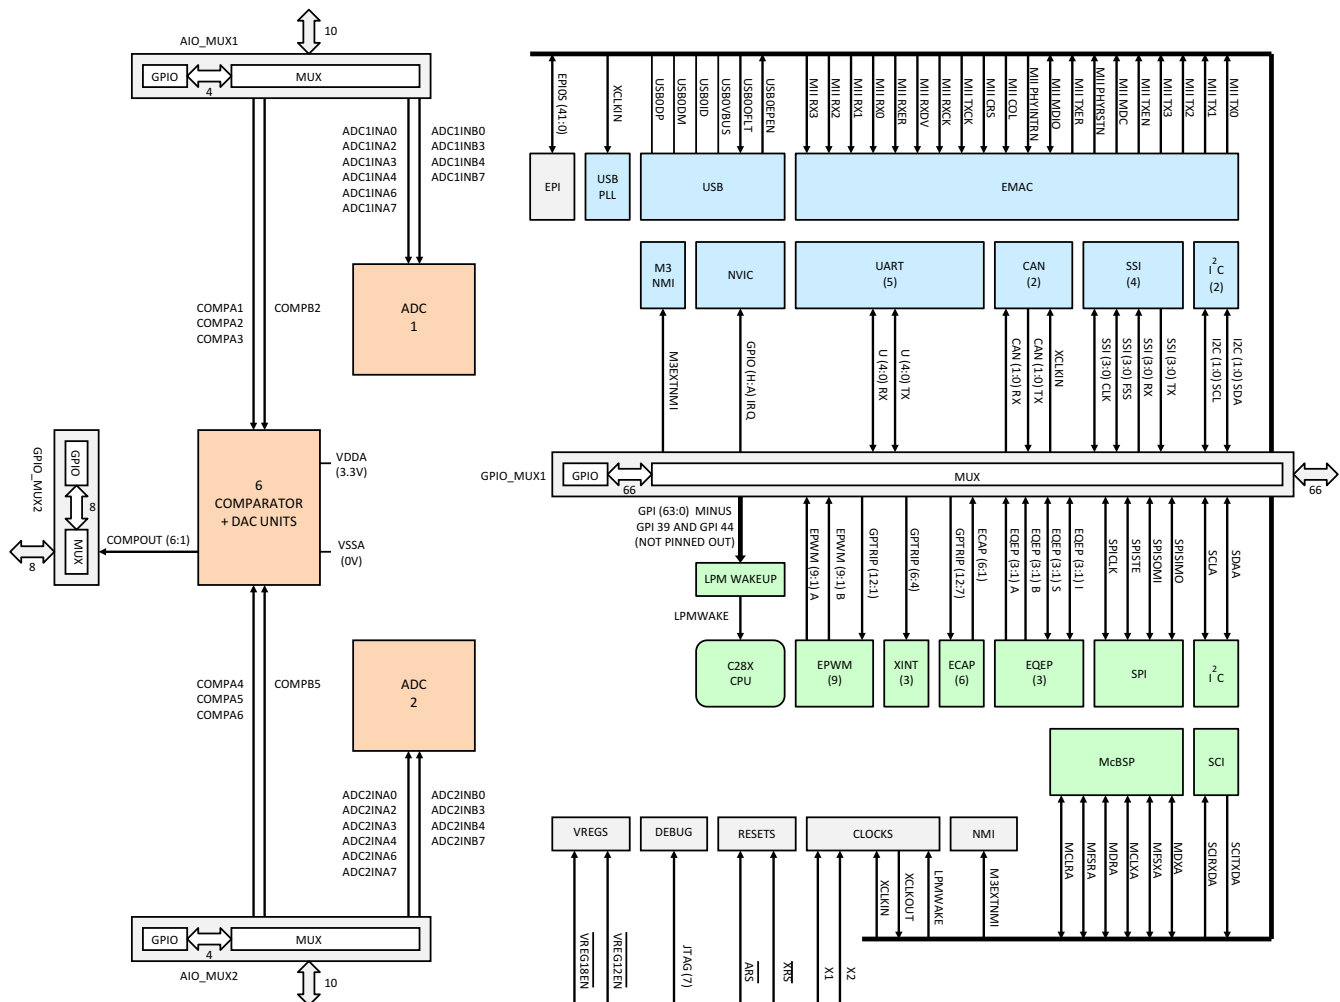 AIO_MUX1
10
GPIO
4
MUX
ADC1INA0
ADC1INA2
ADC1INA3
ADC1INA4
ADC1INA6
ADC1INA7
ADC1INB0
ADC1INB3
ADC1INB4
ADC1INB7
ADC
1
COMPA1
COMPA2
COMPA3
COMPB2
GPIO_MUX2
GPIO
8
MUX
8
COMPOUT (6:1)
6
COMPARATOR
+ DAC UNITS
VDDA
(3.3V)
VSSA
(0V)
COMPA4
COMPA5
COMPA6
COMPB5
ADC
2
ADC2INA0
ADC2INA2
ADC2INA3
ADC2INA4
ADC2INA6
ADC2INA7
ADC2INB0
ADC2INB3
ADC2INB4
ADC2INB7
GPIO
4
MUX
AIO_MUX2
10
EPI0S (41:0)
XCLKIN
USB0DP
USB0DM
USB0ID
USB0VBUS
USB0OFLT
USB0EPEN
MII RX3
MII RX2
MII RX1
MII RX0
MII RXER
MII RXDV
MII RXCK
MII TXCK
MII CRS
MII COL
MII PHYINTRN
MII MDIO
MII TXER
MII PHYRSTN
MII MDC
MII TXEN
MII TX3
MII TX2
MII TX1
MII TX0
EPI
USB
PLL
USB
EMAC
M3
NMI
NVIC
UART
(5)
CAN
(2)
SSI
(4)
I2C
(2)
M3EXTNMI
GPIO (H:A) IRQ
U (4:0) RX
U (4:0) TX
CAN (1:0) RX
CAN (1:0) TX
XCLKIN
SSI (3:0) CLK
SSI (3:0) FSS
SSI (3:0) RX
SSI (3:0) TX
I2C (1:0) SCL
I2C (1:0) SDA
GPIO_MUX1
GPIO
66
MUX
66
GPI (63:0) MINUS
GPI 39 AND GPI 44
(NOT PINNED OUT)
EPWM (9:1) A
EPWM (9:1) B
GPTRIP (12:1)
GPTRIP (6:4)
GPTRIP (12:7)
ECAP (6:1)
EQEP (3:1) A
EQEP (3:1) B
EQEP (3:1) S
EQEP (3:1) I
SPICLK
SPISTE
SPISOMI
SPISIMO
SCLA
SDAA
LPM WAKEUP
LPMWAKE
C28X
CPU
EPWM
(9)
XINT
(3)
ECAP
(6)
EQEP
(3)
SPI
I2C
McBSP
SCI
VREGS
DEBUG
RESETS
CLOCKS
NMI
VREG18EN
VREG12EN
JTAG (7)
ARS
XRS
X1
X2
XCLKIN
XCLKOUT
LPMWAKE
M3EXTNMI
MCLRA
MFSRA
MDRA
MCLXA
MFSXA
MDXA
SCIRXDA
SCITXDA